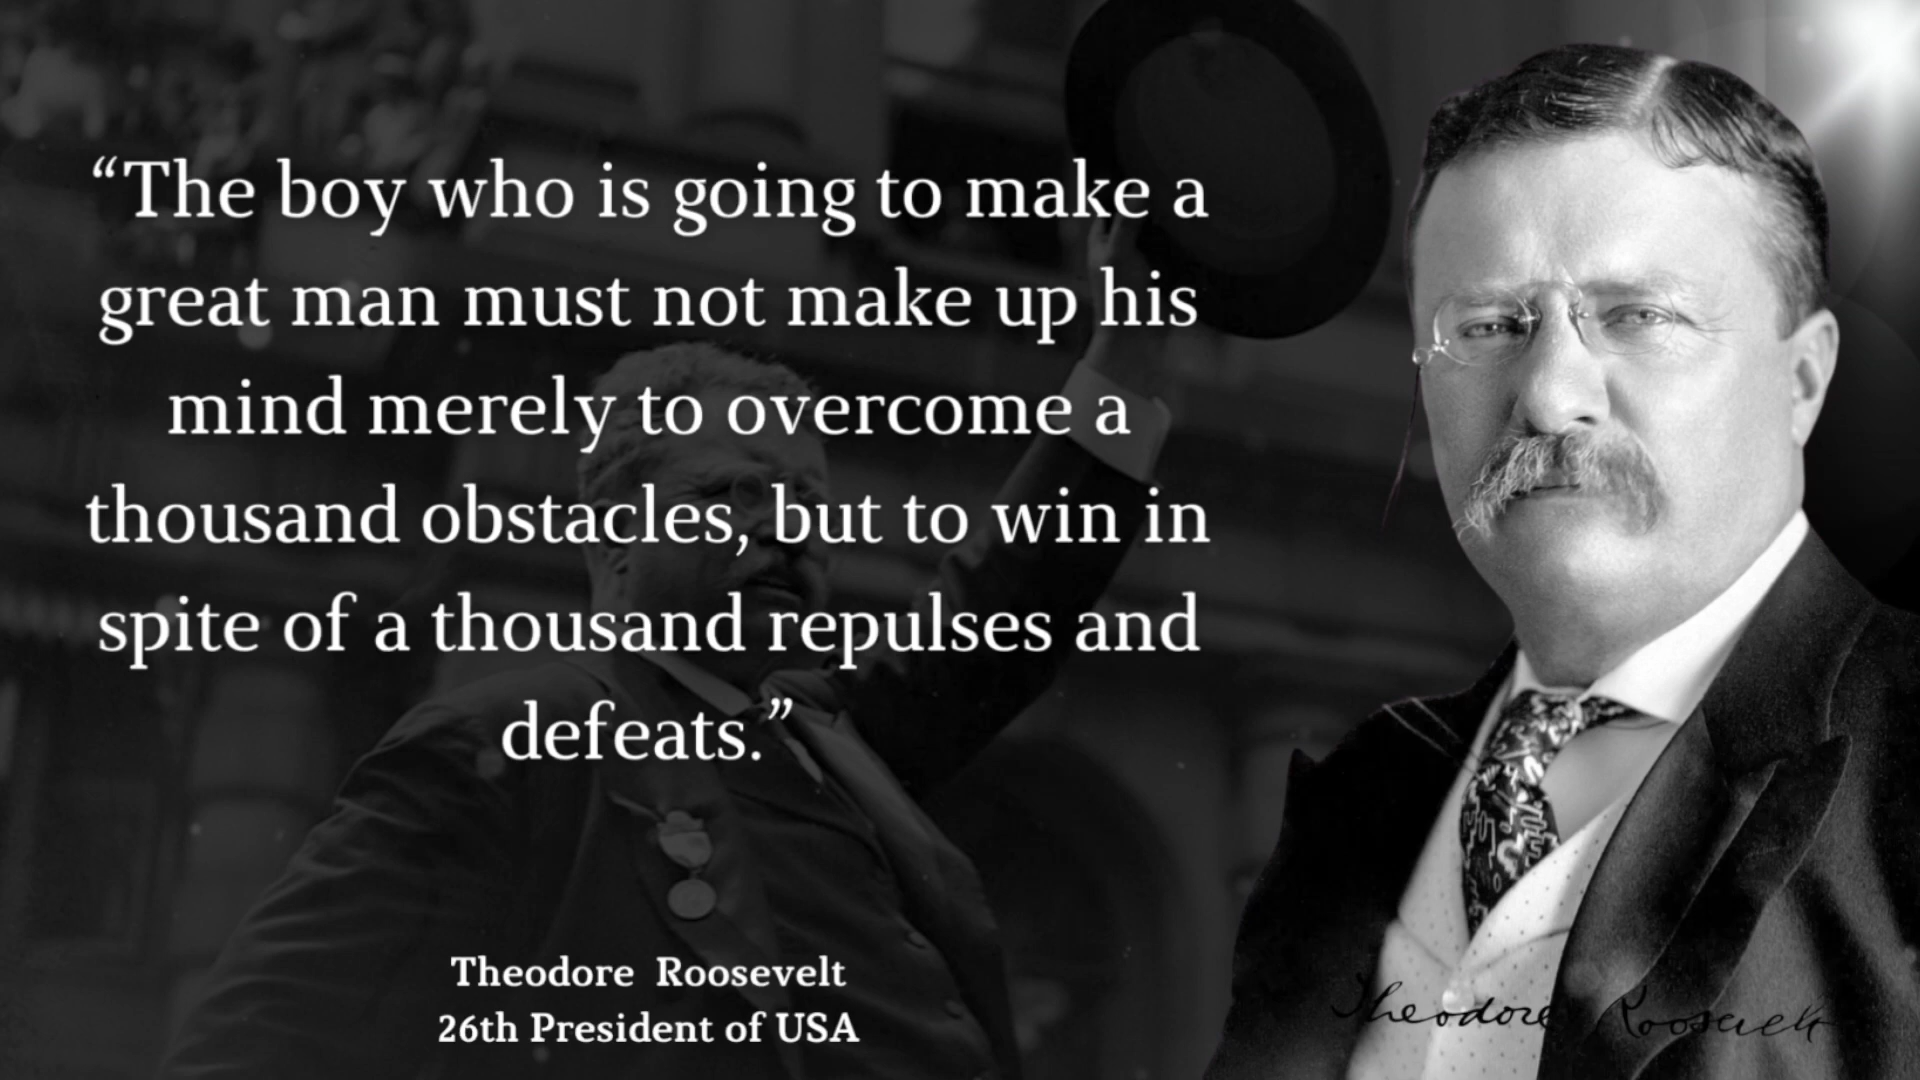 “The boy who is going to make a
great man must not make up his
mind merely to overcome a
thousand obstacles, but to win in
spite of a thousand repulses and
defeats.”
Theodore Roosevelt
26th President of USA
Theodore Roosevelt